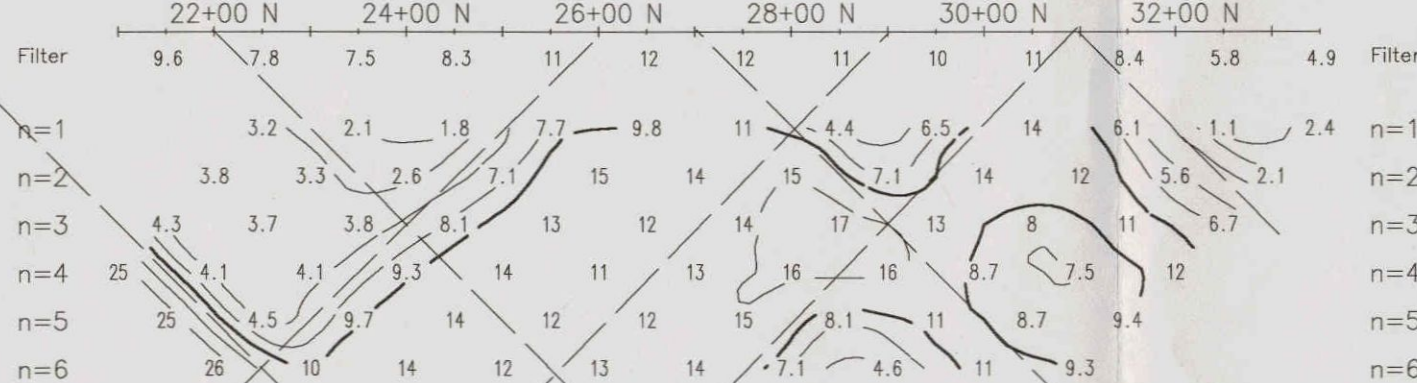 22+00 N 24+00 N 26+00 N 28+00 N 30+00 N 32+00 N
Filter 9.6 7.8 7.5 8.3 11 12 12 11 10 11 8.4 5.8 4.9 Filter
n=1 3.2 2.1 1.8 7.7 9.8 11 4.4 6.5 14 6.1 1.1 2.4 n=1
n=2 3.8 3.3 2.6 7.1 15 14 15 7.1 14 12 5.6 2.1 n=2
n=3 4.3 3.7 3.8 8.1 13 12 14 17 13 8 11 6.7 n=3
n=4 25 4.1 4.1 9.3 14 11 13 16 16 8.7 7.5 12 n=4
n=5 25 4.5 9.7 14 12 12 15 8.1 11 8.7 9.4 n=5
n=6 26 10 14 12 13 14 7.1 4.6 11 9.3 n=6